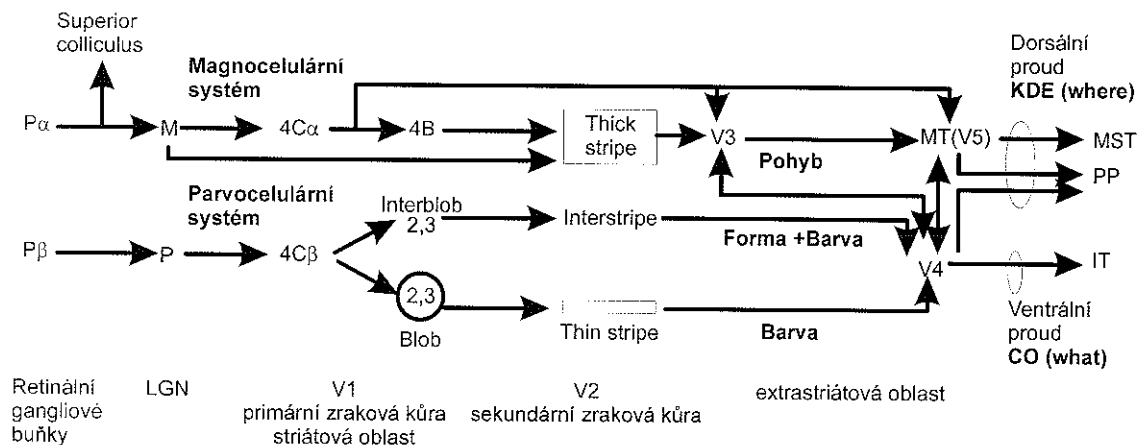 Superior
colliculus
Magnocelulární
systém
Dorsální
proud
KDE (where)
Pα
M
4Cα
4B
Thick
stripe
V3
MT(V5)
MST
Pohyb
PP
Parvocelulární
systém
Interblob
2,3
Interstripe
Forma +Barva
Pβ
P
4Cβ
V4
IT
2,3
Blob
Thin stripe
Barva
Ventrální
proud
CO (what)
Retinální
gangliové
buňky
LGN
V1
primární zraková kůra
striátová oblast
V2
sekundární zraková kůra
extrastriátová oblast